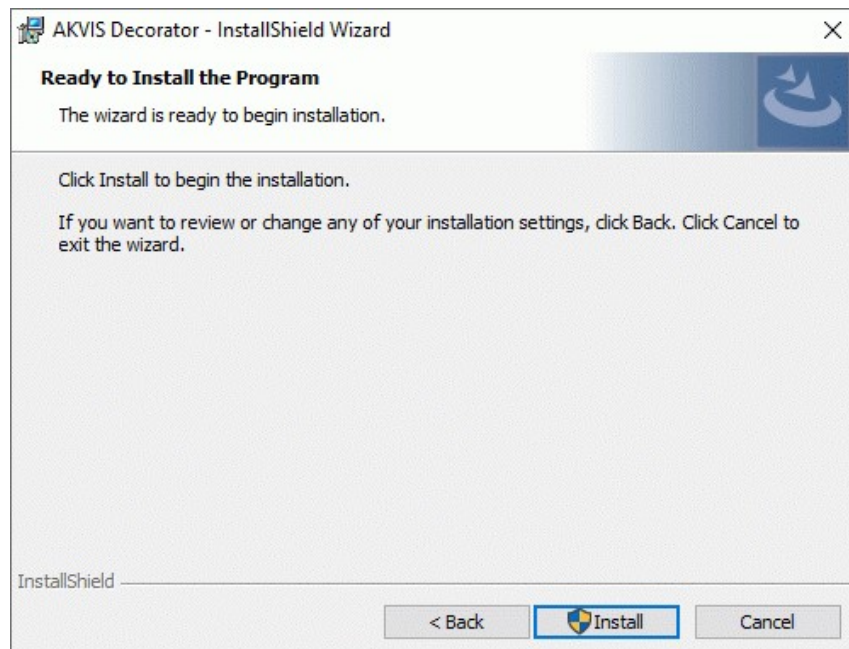 AKVIS Decorator - InstallShield Wizard
Ready to Install the Program
The wizard is ready to begin installation.
Click Install to begin the installation.
If you want to review or change any of your installation settings, click Back. Click Cancel to
exit the wizard.
InstallShield
< Back
Install
Cancel